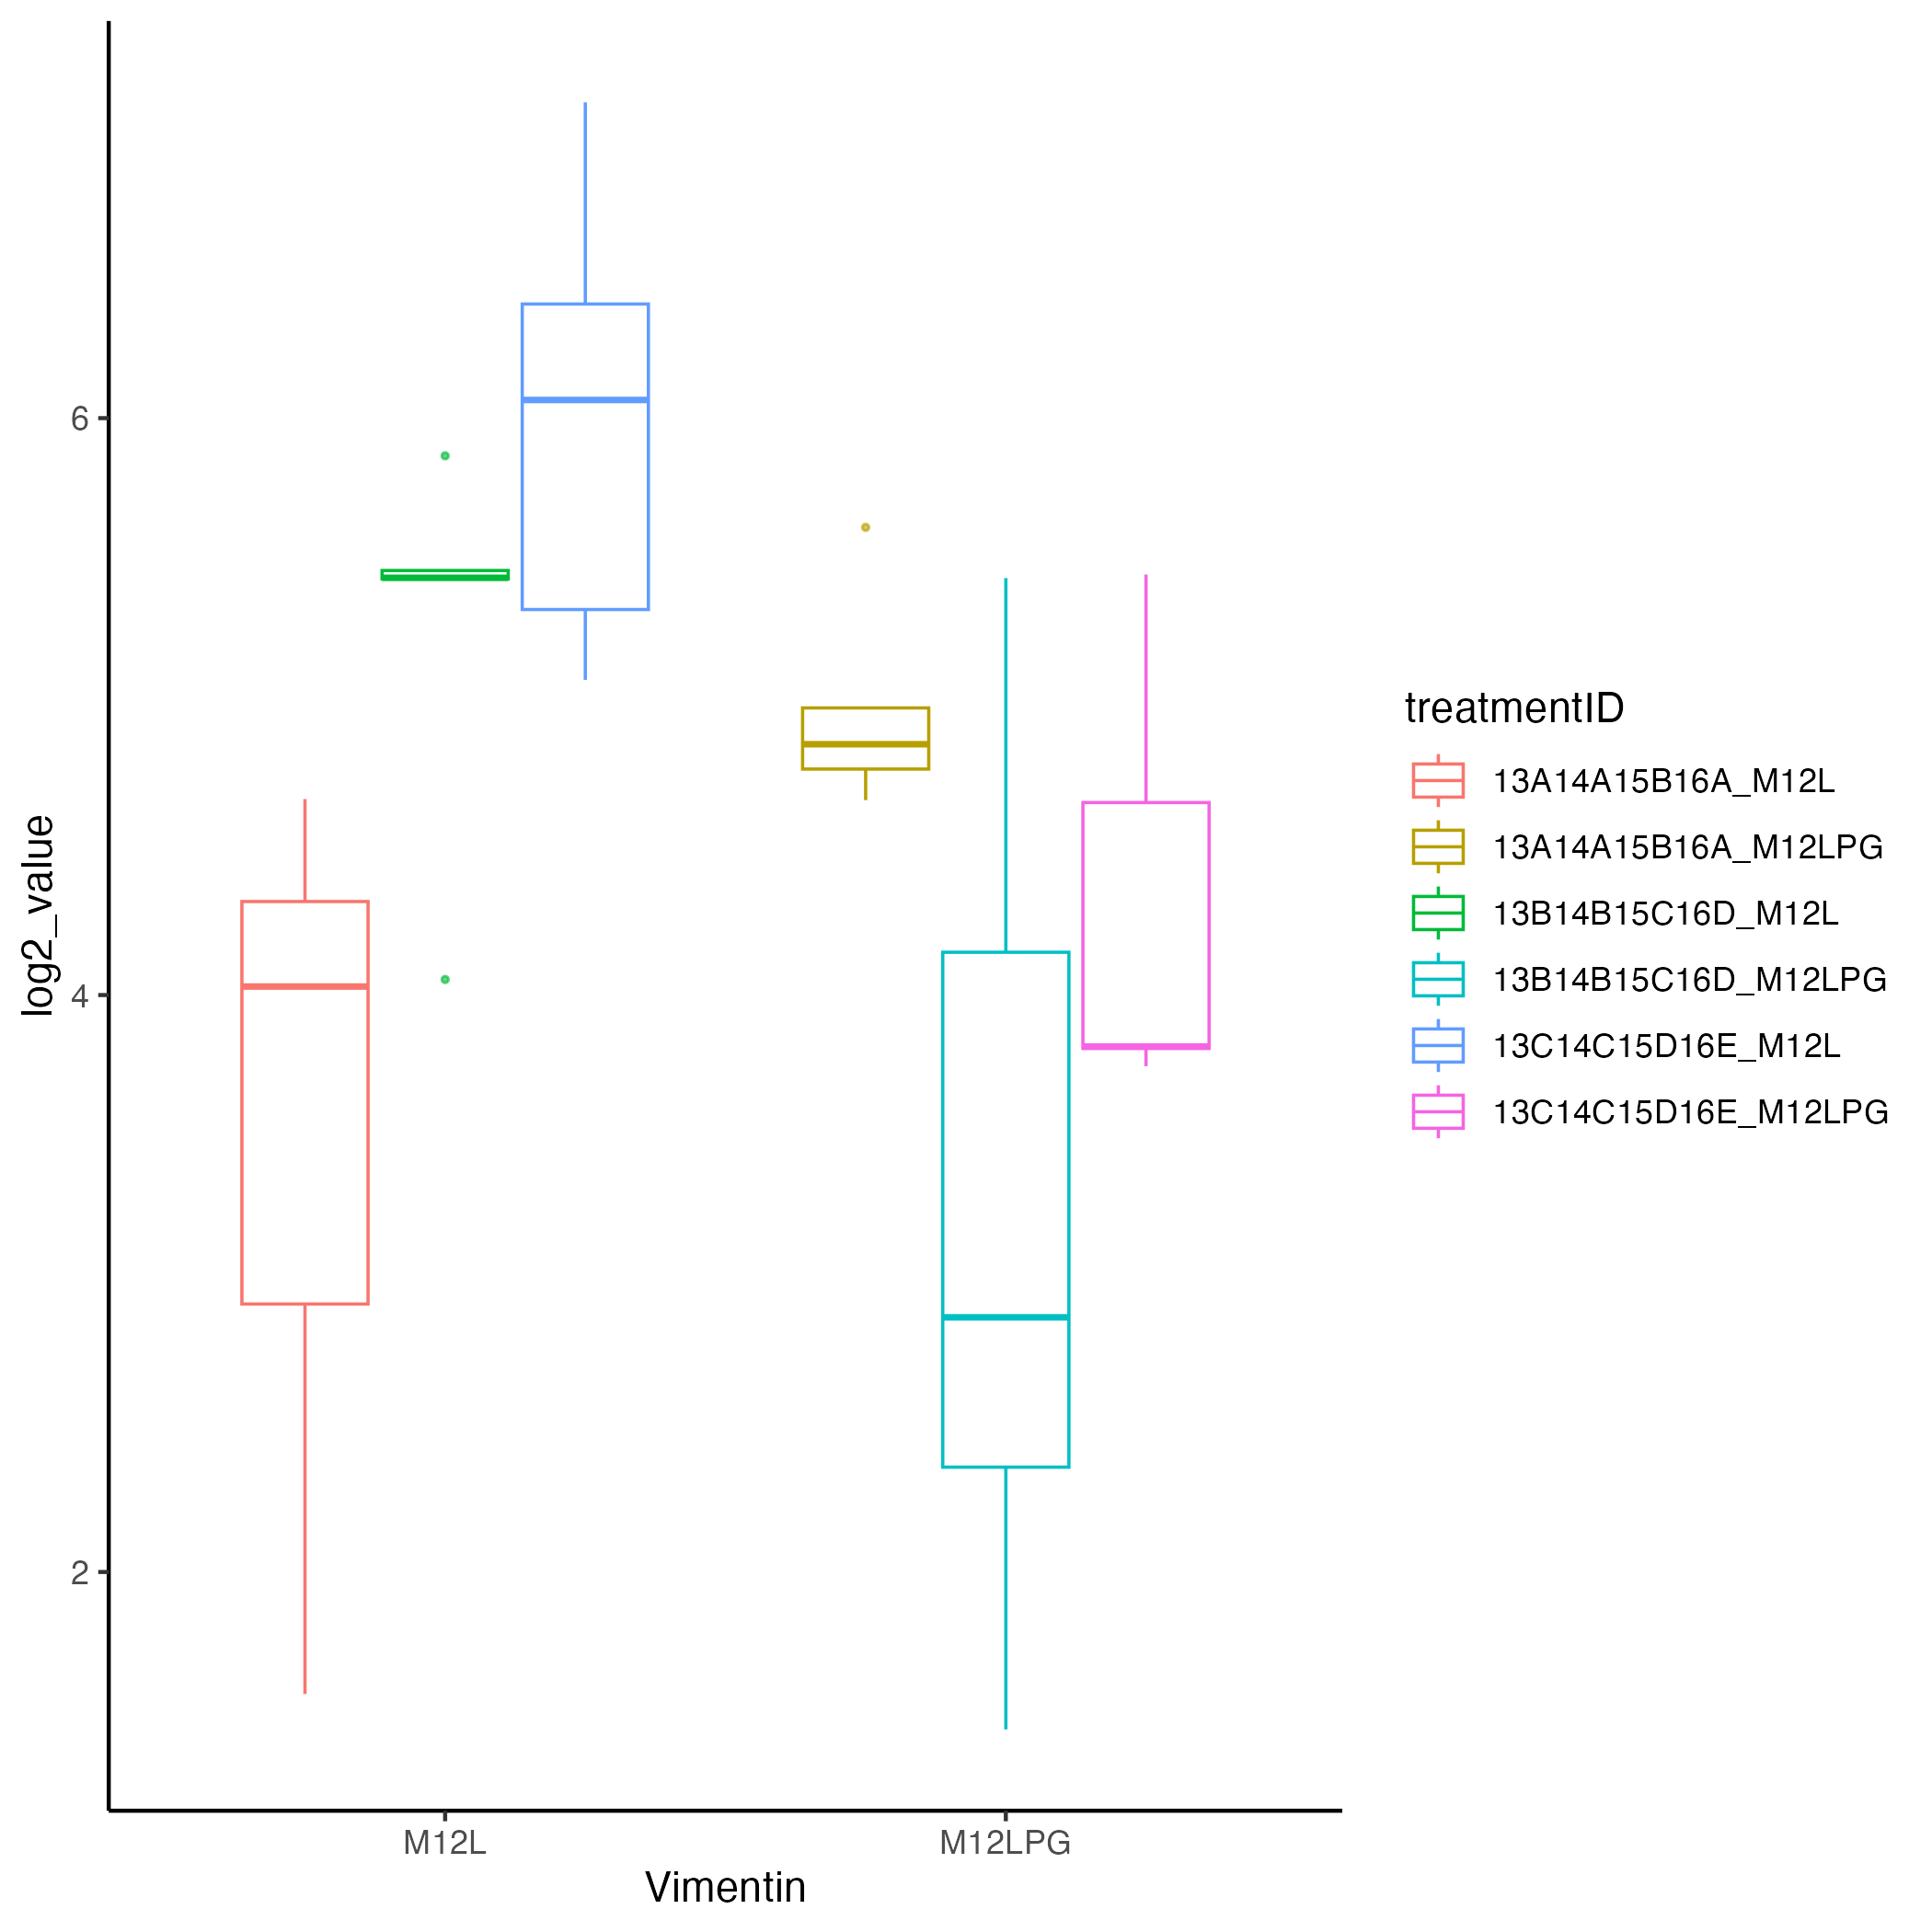 log2_value
6
4
2
M12L
M12LPG
Vimentin
treatmentID
13A14A15B16A_M12L
13A14A15B16A_M12LPG
13B14B15C16D_M12L
13B14B15C16D_M12LPG
13C14C15D16E_M12L
13C14C15D16E_M12LPG